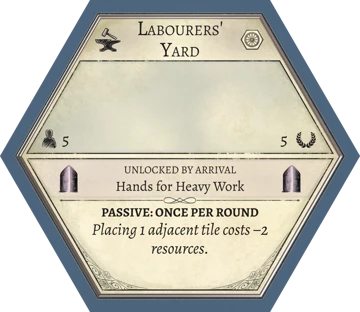 Labourers'
Yard
5 5
UNLOCKED BY ARRIVAL
Hands for Heavy Work
PASSIVE: ONCE PER ROUND
Placing 1 adjacent tile costs –2
resources.